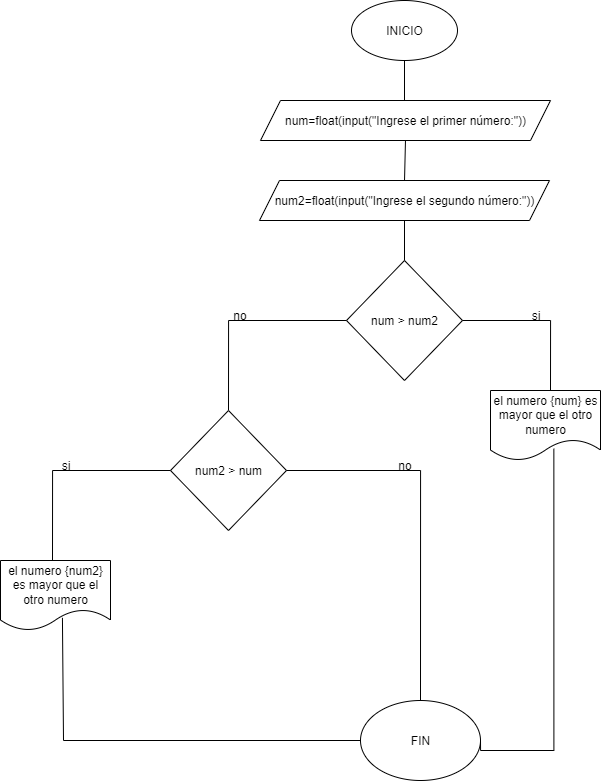 INICIO
num=float(input("Ingrese el primer número:"))
num2=float(input("Ingrese el segundo número:"))
num > num2
no
si
el numero {num} es
mayor que el otro
numero
num2 > num
si
no
el numero {num2}
es mayor que el
otro numero
FIN